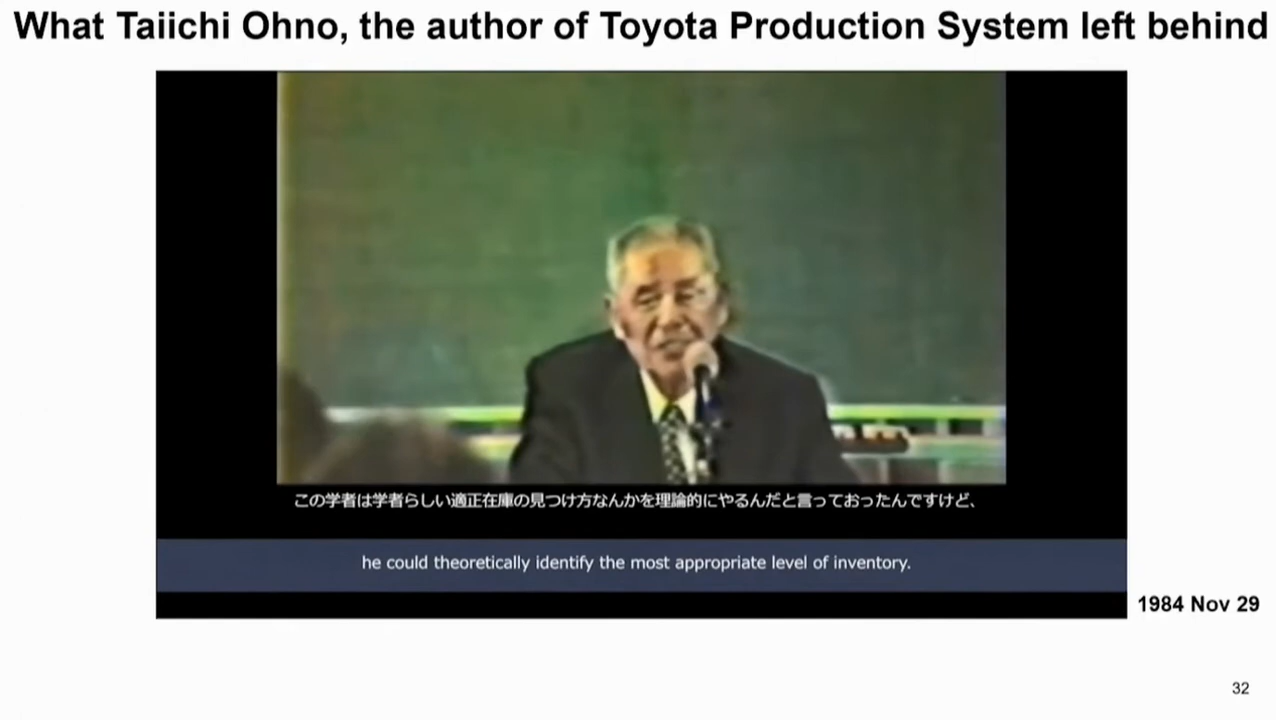 What Taiichi Ohno, the author of Toyota Production System left behind
この学者は学者らしい適正在庫の見つけ方なんかを理論的にやるんだと言っておったんですけど、
he could theoretically identify the most appropriate level of inventory.
1984 Nov 29
32